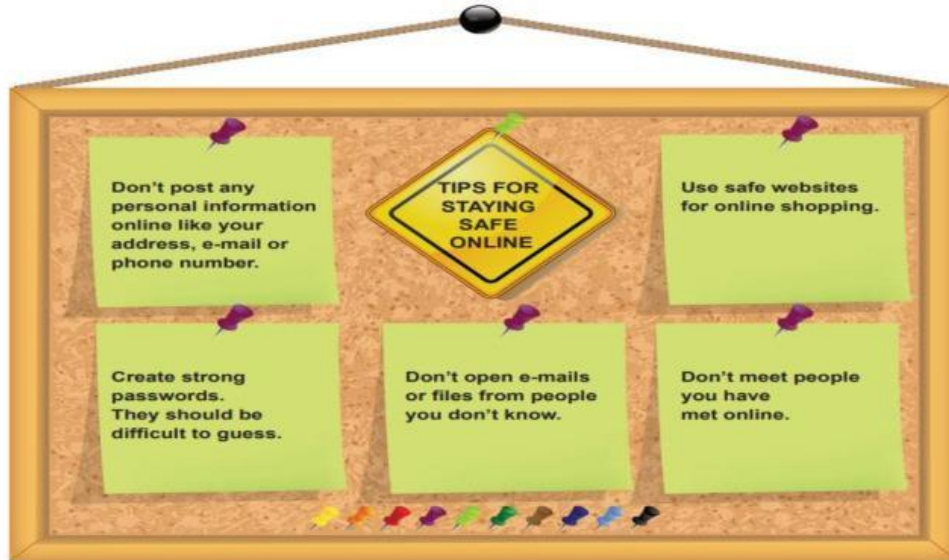 Don't post any
personal information
online like your
address, e-mail or
phone number.
TIPS FOR
STAYING
SAFE
ONLINE
Use safe websites
for online shopping.
Create strong
passwords.
They should be
difficult to guess.
Don't open e-mails
or files from people
you don't know.
Don't meet people
you have
met online.